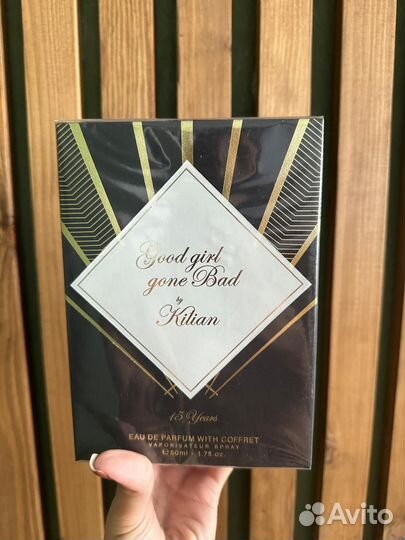 Good girl
gone Bad
by
Kilian
15 Years
EAU DE PARFUM WITH COFFRET
VAPORISATEUR SPRAY
℮50ml - 1.7fl.oz.
Avito